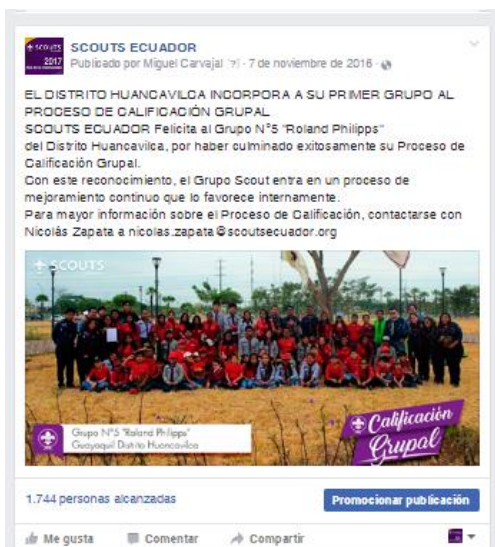 SCOUTS
2017
SCOUTS ECUADOR
Publicado por Miguel Carvajal [?] · 7 de noviembre de 2016 ·
EL DISTRITO HUANCAVILCA INCORPORA A SU PRIMER GRUPO AL
PROCESO DE CALIFICACIÓN GRUPAL
SCOUTS ECUADOR Felicita al Grupo N°5 "Roland Philipps"
del Distrito Huancavilca, por haber culminado exitosamente su Proceso de
Calificación Grupal.
Con este reconocimiento, el Grupo Scout entra en un proceso de
mejoramiento continuo que lo favorece internamente.
Para mayor información sobre el Proceso de Calificación, contactarse con
Nicolás Zapata a nicolas.zapata@scoutsecuador.org
SCOUTS
Grupo N°5 "Roland Philipps"
Guayaquil Distrito Huancavilca
Calificación
Grupal
1.744 personas alcanzadas
Promocionar publicación
Me gusta Comentar Compartir